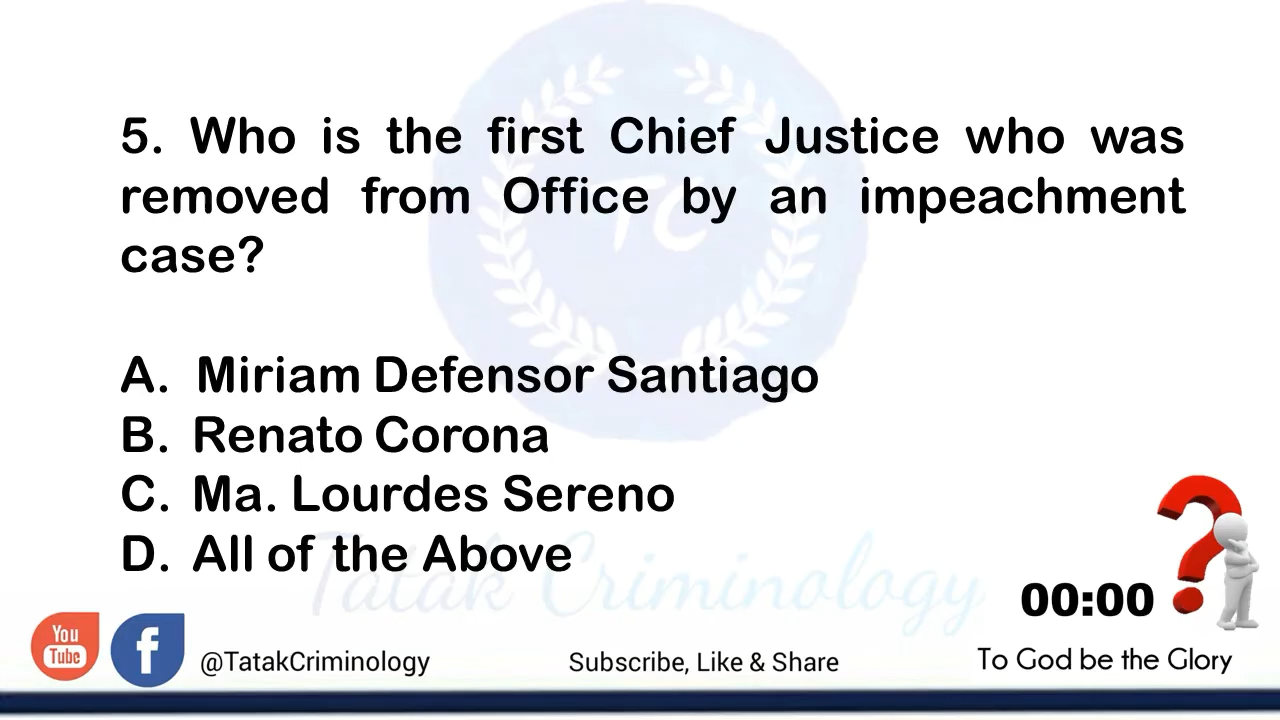 5. Who is the first Chief Justice who was
removed from Office by an impeachment
case?
A. Miriam Defensor Santiago
B. Renato Corona
C. Ma. Lourdes Sereno
D. All of the Above
TC
Tatak Criminology
00:00
You
Tube
f
@TatakCriminology
Subscribe, Like & Share
To God be the Glory